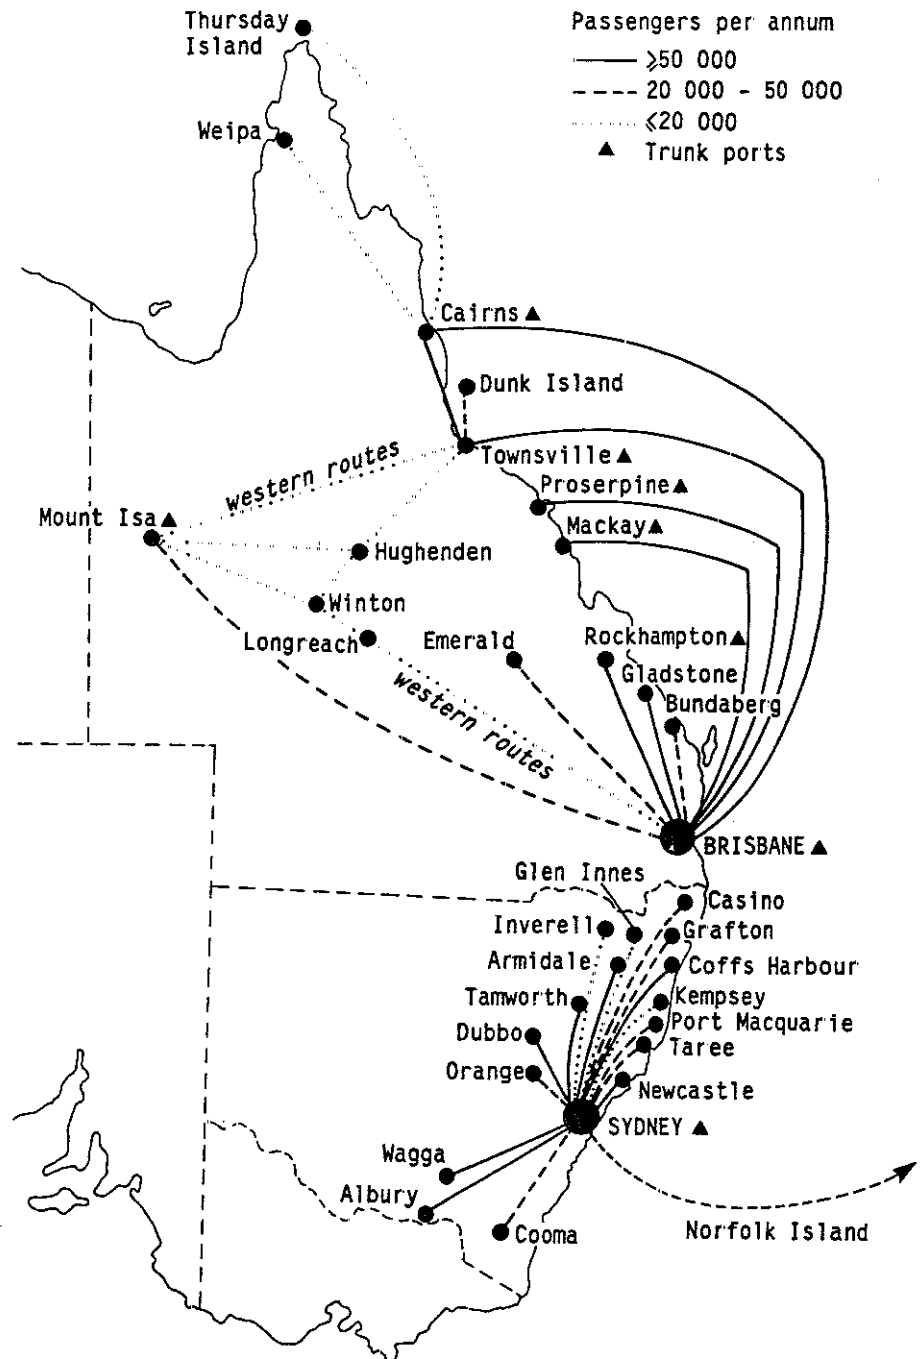 Thursday
Island
Passengers per annum
⩾50 000
20 000 - 50 000
⩽20 000
▲ Trunk ports
Weipa
Cairns ▲
Dunk Island
western routes
Townsville ▲
Proserpine ▲
Mount Isa ▲
Mackay ▲
Hughenden
Winton
Longreach
Emerald
Rockhampton ▲
Gladstone
Bundaberg
western routes
BRISBANE ▲
Glen Innes
Casino
Inverell
Grafton
Armidale
Coffs Harbour
Tamworth
Kempsey
Port Macquarie
Dubbo
Taree
Orange
Newcastle
SYDNEY ▲
Wagga
Albury
Norfolk Island
Cooma